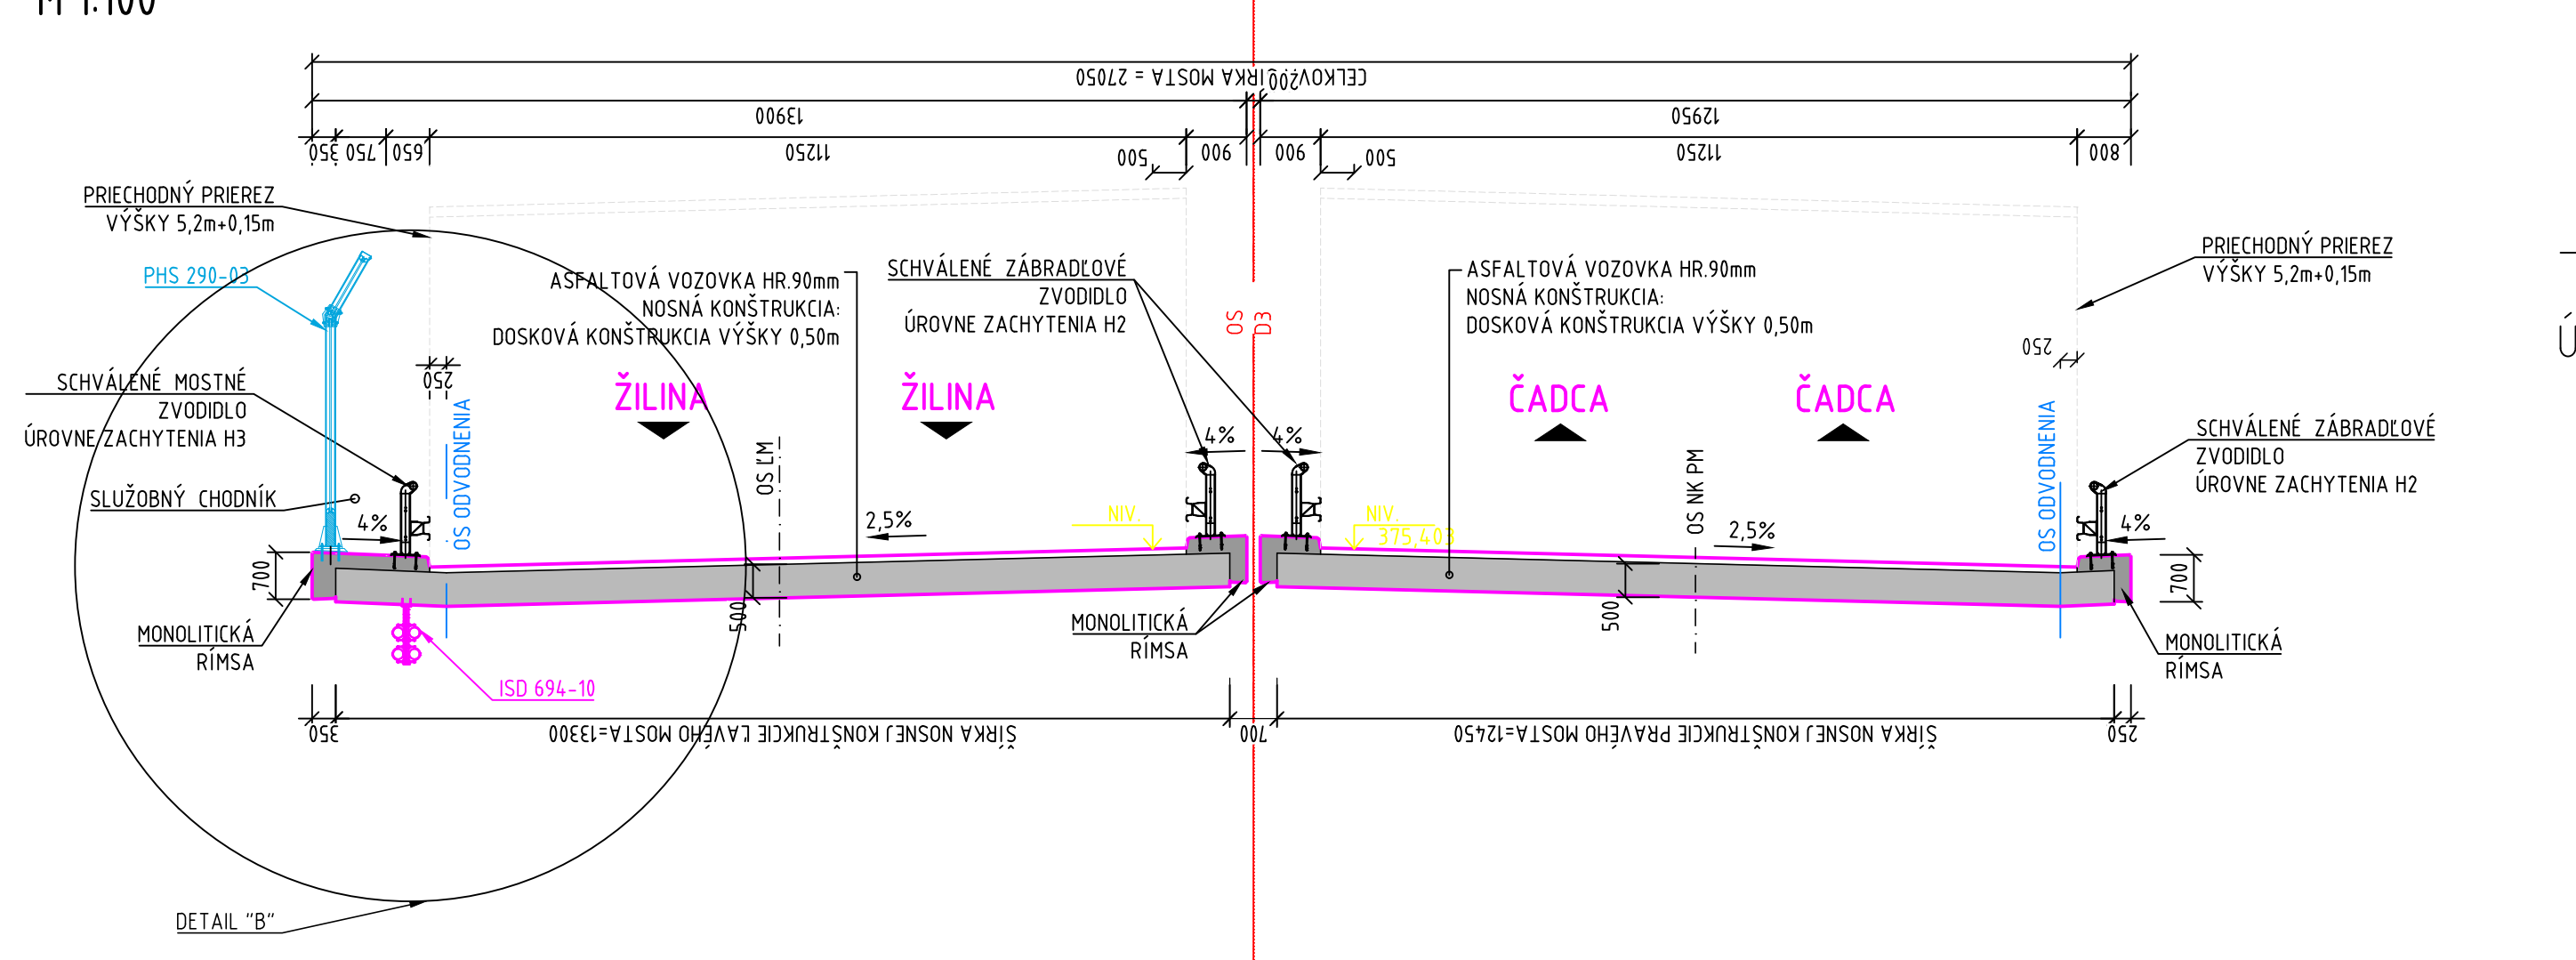 M 1:100
CELKOV?ŠIRKA MOSTA = 27050
200
13900
12950
350
750
650
11250
500
900
900
500
11250
800
PRIECHODNÝ PRIEREZ
VÝŠKY 5,2m+0,15m
PHS 290-03
ASFALTOVÁ VOZOVKA HR.90mm
NOSNÁ KONŠTRUKCIA:
DOSKOVÁ KONŠTRUKCIA VÝŠKY 0,50m
SCHVÁLENÉ ZÁBRADĽOVÉ
ZVODIDLO
ÚROVNE ZACHYTENIA H2
OS
D3
ASFALTOVÁ VOZOVKA HR.90mm
NOSNÁ KONŠTRUKCIA:
DOSKOVÁ KONŠTRUKCIA VÝŠKY 0,50m
PRIECHODNÝ PRIEREZ
VÝŠKY 5,2m+0,15m
Ú
250
250
SCHVÁLENÉ MOSTNÉ
ZVODIDLO
ÚROVNE ZACHYTENIA H3
ŽILINA
ŽILINA
ČADCA
ČADCA
SCHVÁLENÉ ZÁBRADĽOVÉ
ZVODIDLO
ÚROVNE ZACHYTENIA H2
SLUŽOBNÝ CHODNÍK
4%
OS ODVODNENIA
OS ĽM
2,5%
4%
4%
NIV.
NIV.
375,403
OS NK PM
2,5%
OS ODVODNENIA
4%
700
500
500
700
MONOLITICKÁ
RÍMSA
ISD 694-10
MONOLITICKÁ
RÍMSA
MONOLITICKÁ
RÍMSA
350
ŠÍRKA NOSNEJ KONŠTRUKCIE ĽAVÉHO MOSTA=13300
700
ŠÍRKA NOSNEJ KONŠTRUKCIE PRAVÉHO MOSTA=12450
250
DETAIL "B"